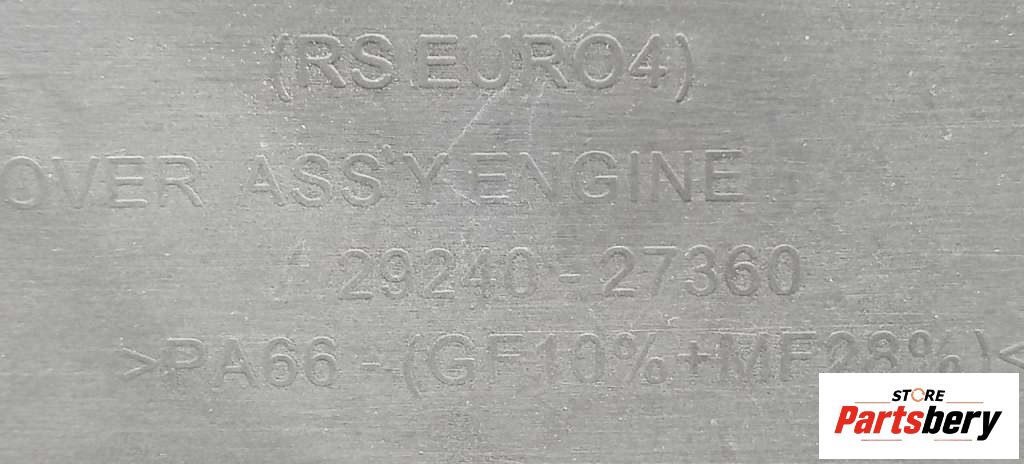 (RS EURO4)
OVER ASS'Y ENGINE
29240 - 27360
>PA66 - (GF10%+MF28%)<
STORE
Partsbery